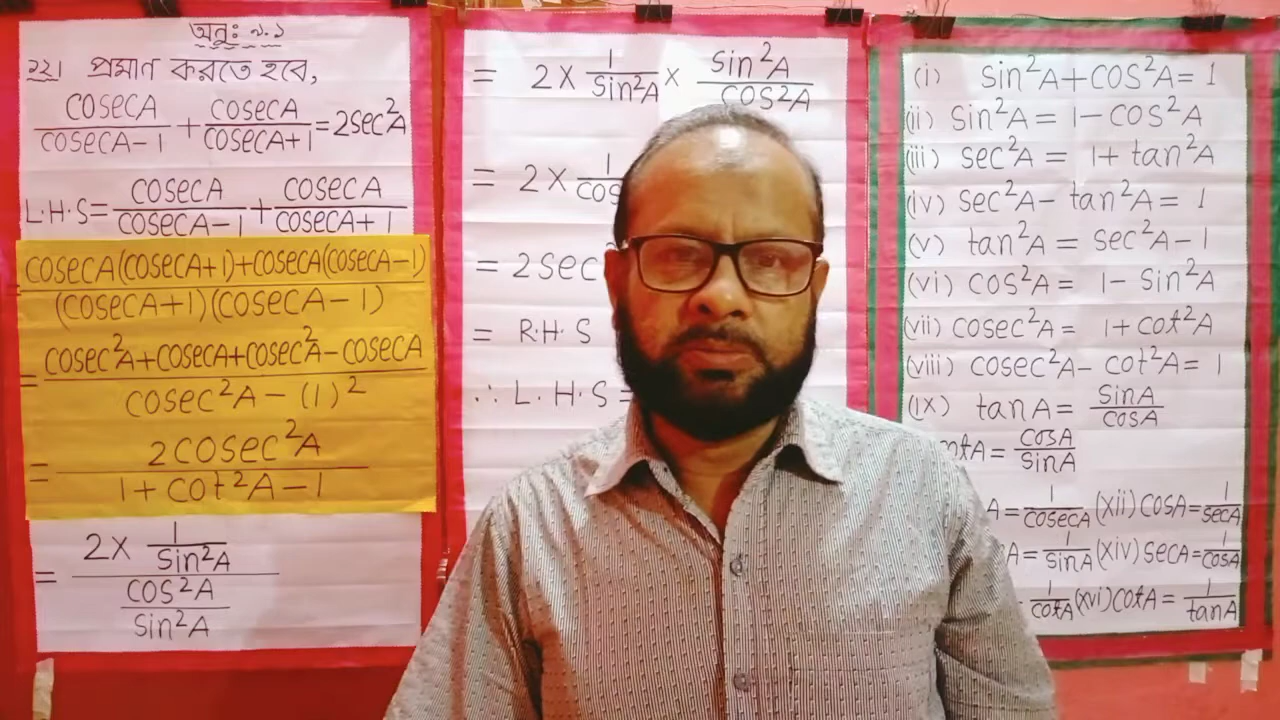 অনুঃ ৯.১
২২। প্রমাণ করতে হবে,
cosecA/cosecA-1 + cosecA/cosecA+1 = 2sec²A
L.H.S = cosecA/cosecA-1 + cosecA/cosecA+1
= cosecA(cosecA+1)+cosecA(cosecA-1)/(cosecA+1)(cosecA-1)
= cosec²A+cosecA+cosec²A-cosecA/cosec²A-(1)²
= 2cosec²A/1+cot²A-1
= 2×1/sin²A/cos²A/sin²A
= 2×1/sin²A × sin²A/cos²A
= 2×1/cos
= 2sec
= R.H.S
∴ L.H.S =
(i) sin²A+cos²A=1
(ii) sin²A = 1-cos²A
(iii) sec²A = 1+tan²A
(iv) sec²A-tan²A = 1
(v) tan²A = sec²A-1
(vi) cos²A = 1-sin²A
(vii) cosec²A = 1+cot²A
(viii) cosec²A-cot²A = 1
(ix) tanA = sinA/cosA
otA = cosA/sinA
A = 1/cosecA (xii) cosA = 1/secA
A = 1/sinA (xiv) secA = 1/cosA
1/cotA (xvi) cotA = 1/tanA